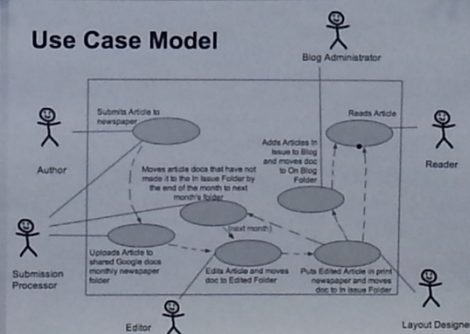 Use Case Model
Blog Administrator
Submits Article to
newspaper
Reads Article
Author
Adds Articles In
Issue to Blog
and moves doc
to On Blog
Folder
Reader
Moves article docs that have not
made it to the In Issue Folder by
the end of the month to next
month's folder
(next month)
Submission
Processor
Uploads Article to
shared Google docs
monthly newspaper
folder
Edits Article and moves
doc to Edited Folder
Puts Edited Article in print
newspaper and moves
doc to In Issue Folder
Editor
Layout Designe